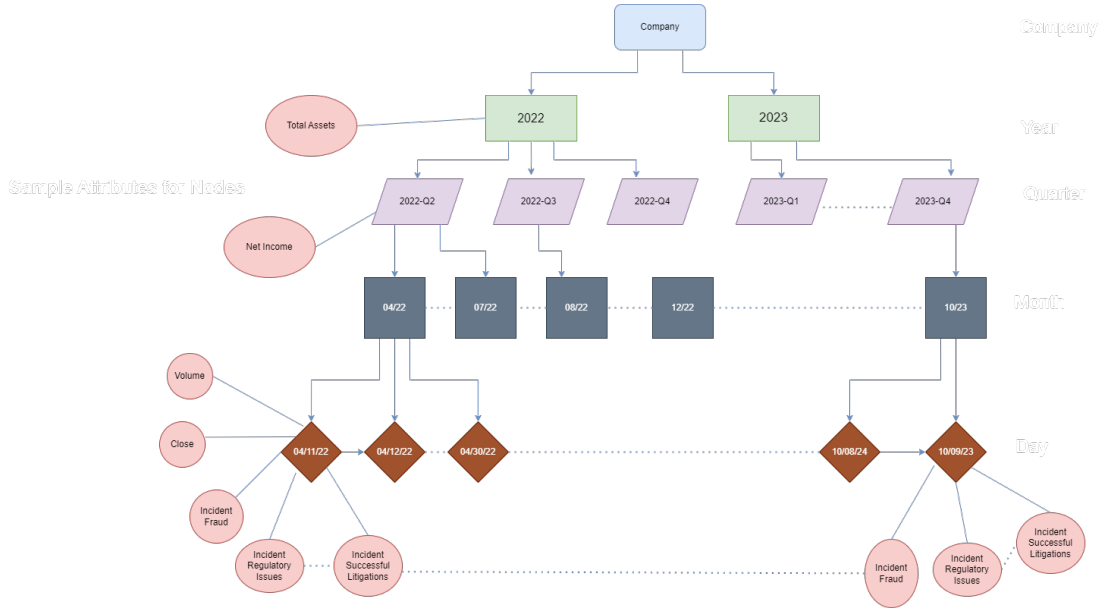 Company
Company
Total Assets
2022
2023
Year
Sample Attributes for Nodes
2022-Q2
2022-Q3
2022-Q4
2023-Q1
2023-Q4
Quarter
Net Income
04/22
07/22
08/22
12/22
10/23
Month
Volume
Close
04/11/22
04/12/22
04/30/22
10/08/24
10/09/23
Day
Incident
Fraud
Incident
Regulatory
Issues
Incident
Successful
Litigations
Incident
Fraud
Incident
Regulatory
Issues
Incident
Successful
Litigations